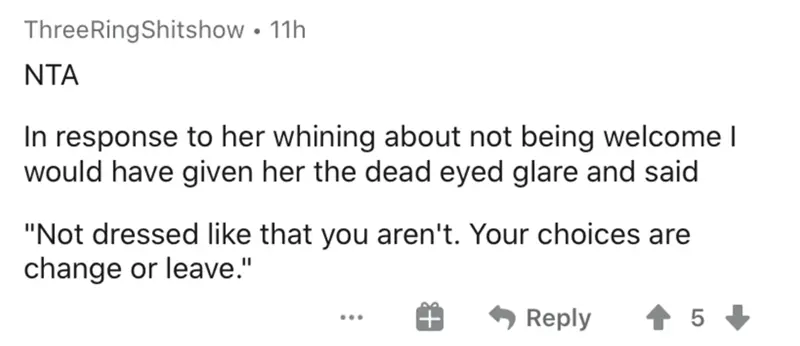 ThreeRingShitshow • 11h
NTA
In response to her whining about not being welcome I
would have given her the dead eyed glare and said
"Not dressed like that you aren't. Your choices are
change or leave."
... Reply 5